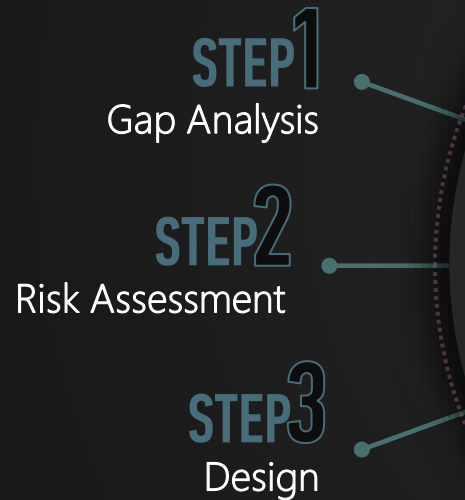 STEP1
Gap Analysis
STEP2
Risk Assessment
STEP3
Design